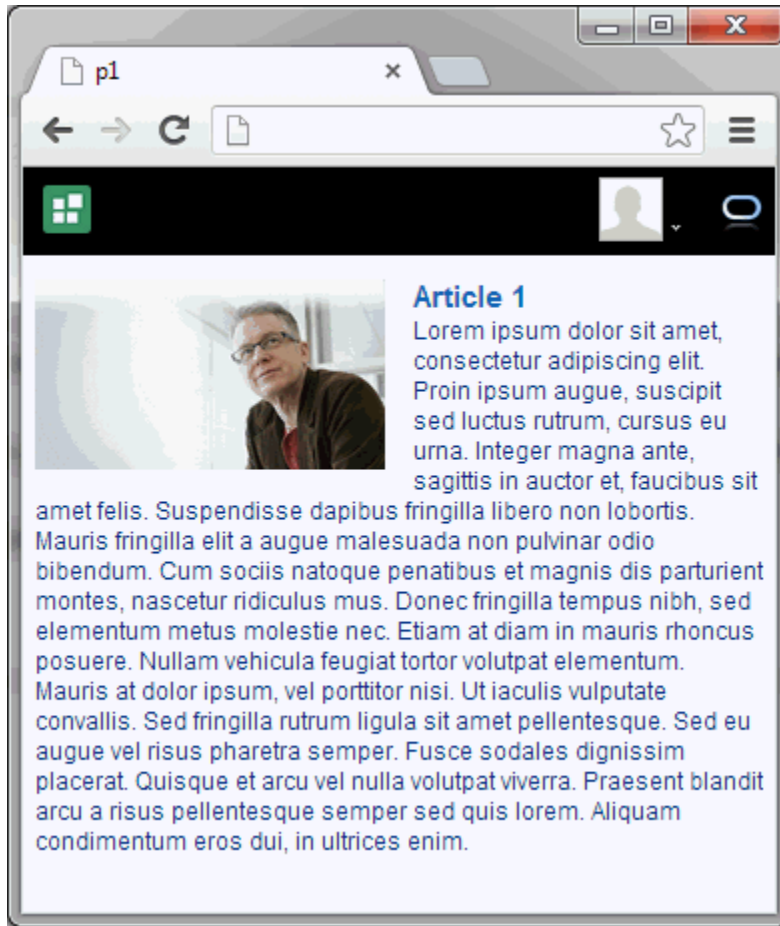 p1
Article 1
Lorem ipsum dolor sit amet,
consectetur adipiscing elit.
Proin ipsum augue, suscipit
sed luctus rutrum, cursus eu
urna. Integer magna ante,
sagittis in auctor et, faucibus sit
amet felis. Suspendisse dapibus fringilla libero non lobortis.
Mauris fringilla elit a augue malesuada non pulvinar odio
bibendum. Cum sociis natoque penatibus et magnis dis parturient
montes, nascetur ridiculus mus. Donec fringilla tempus nibh, sed
elementum metus molestie nec. Etiam at diam in mauris rhoncus
posuere. Nullam vehicula feugiat tortor volutpat elementum.
Mauris at dolor ipsum, vel porttitor nisi. Ut iaculis vulputate
convallis. Sed fringilla rutrum ligula sit amet pellentesque. Sed eu
augue vel risus pharetra semper. Fusce sodales dignissim
placerat. Quisque et arcu vel nulla volutpat viverra. Praesent blandit
arcu a risus pellentesque semper sed quis lorem. Aliquam
condimentum eros dui, in ultrices enim.